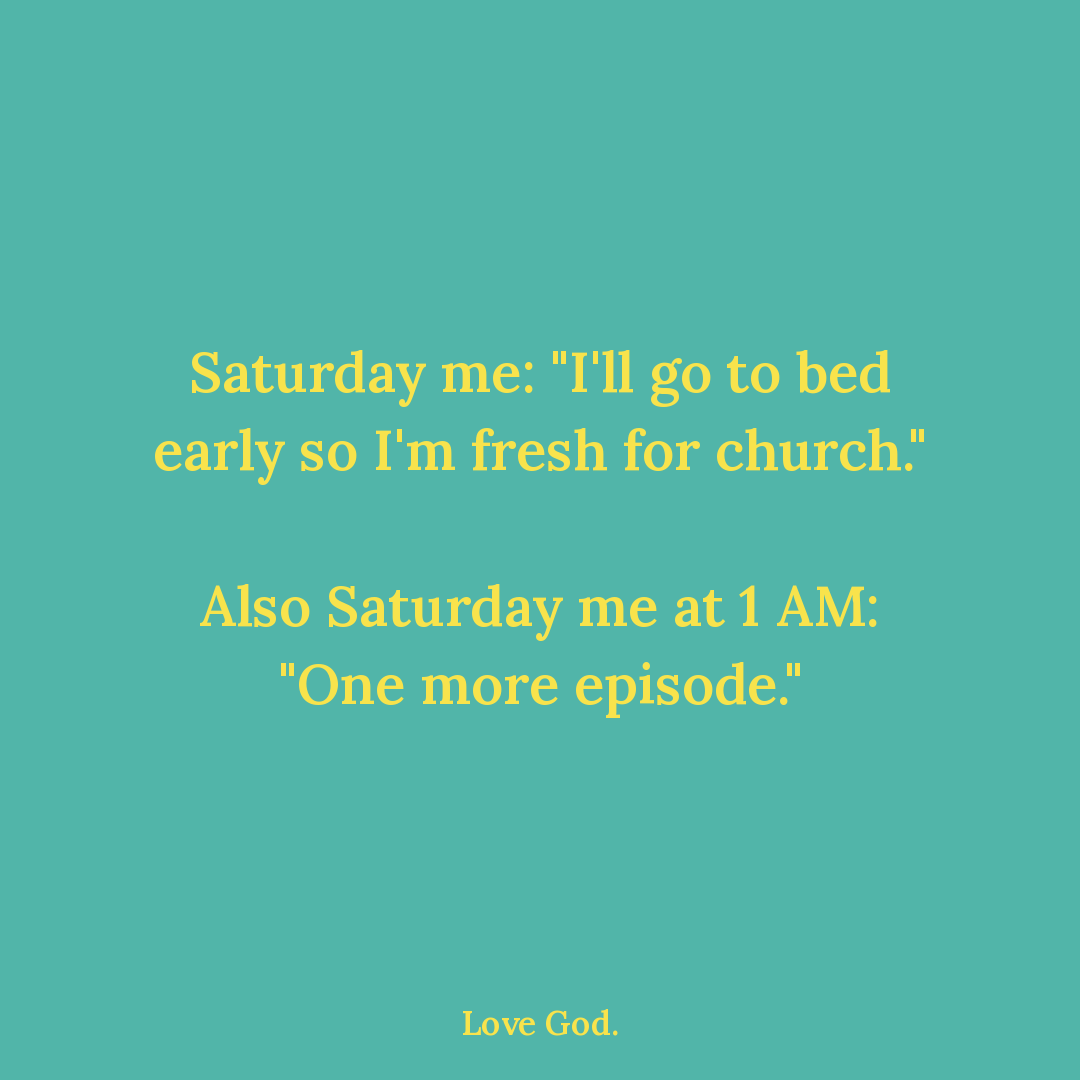 Saturday me: "I'll go to bed
early so I'm fresh for church."
Also Saturday me at 1 AM:
"One more episode."
Love God.